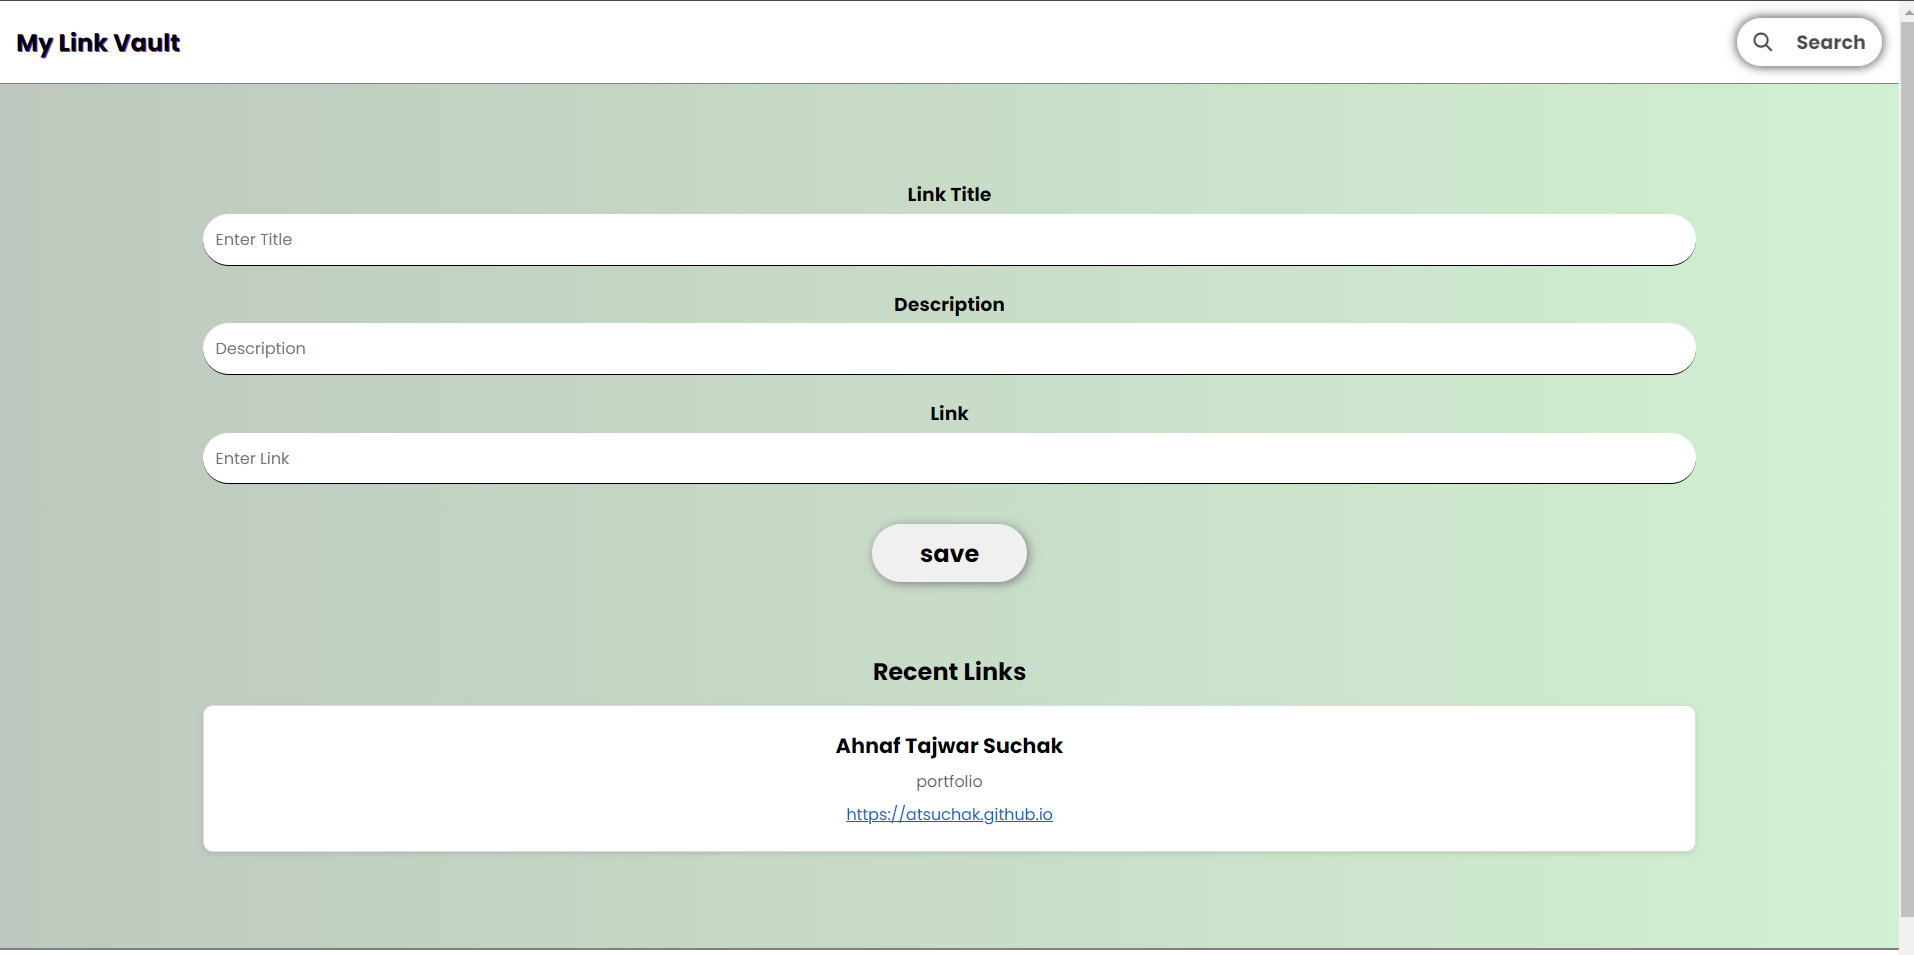 My Link Vault
Search
Link Title
Enter Title
Description
Description
Link
Enter Link
save
Recent Links
Ahnaf Tajwar Suchak
portfolio
https://atsuchak.github.io